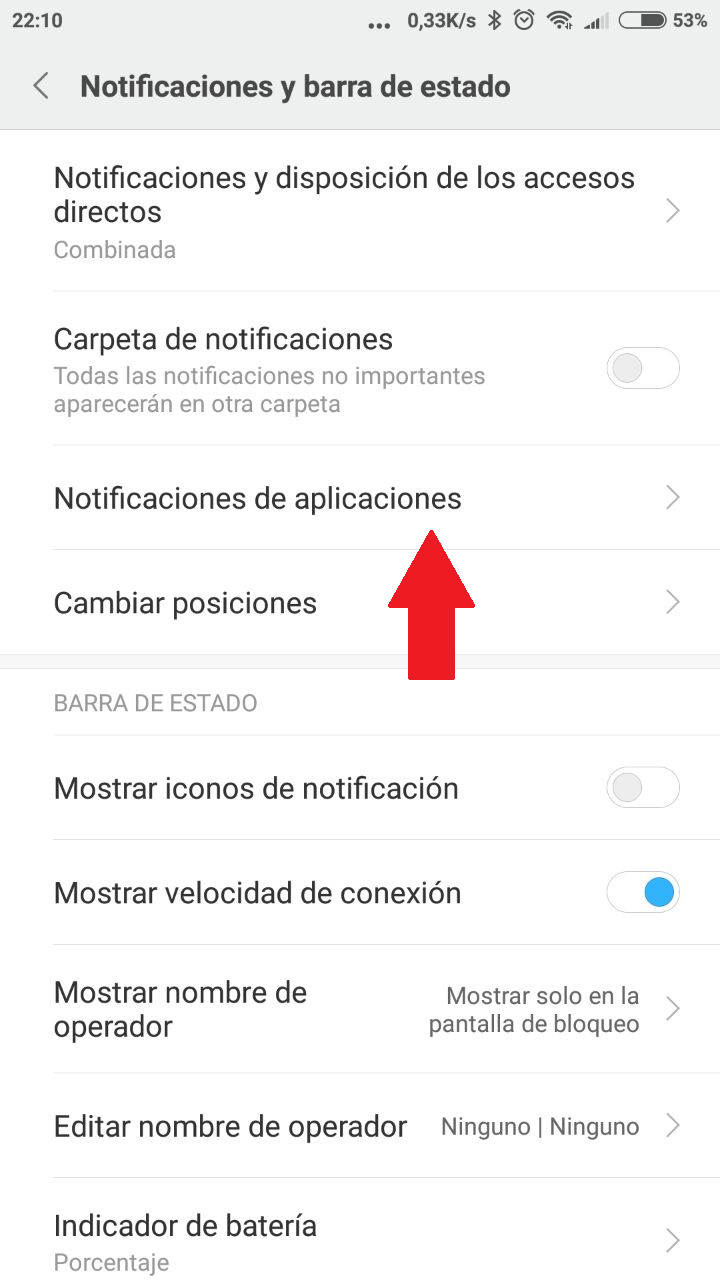 22:10 ... 0,33K/s 53%
Notificaciones y barra de estado
Notificaciones y disposición de los accesos
directos
Combinada
Carpeta de notificaciones
Todas las notificaciones no importantes
aparecerán en otra carpeta
Notificaciones de aplicaciones
Cambiar posiciones
BARRA DE ESTADO
Mostrar iconos de notificación
Mostrar velocidad de conexión
Mostrar nombre de
operador
Mostrar solo en la
pantalla de bloqueo
Editar nombre de operador Ninguno | Ninguno
Indicador de batería
Porcentaje